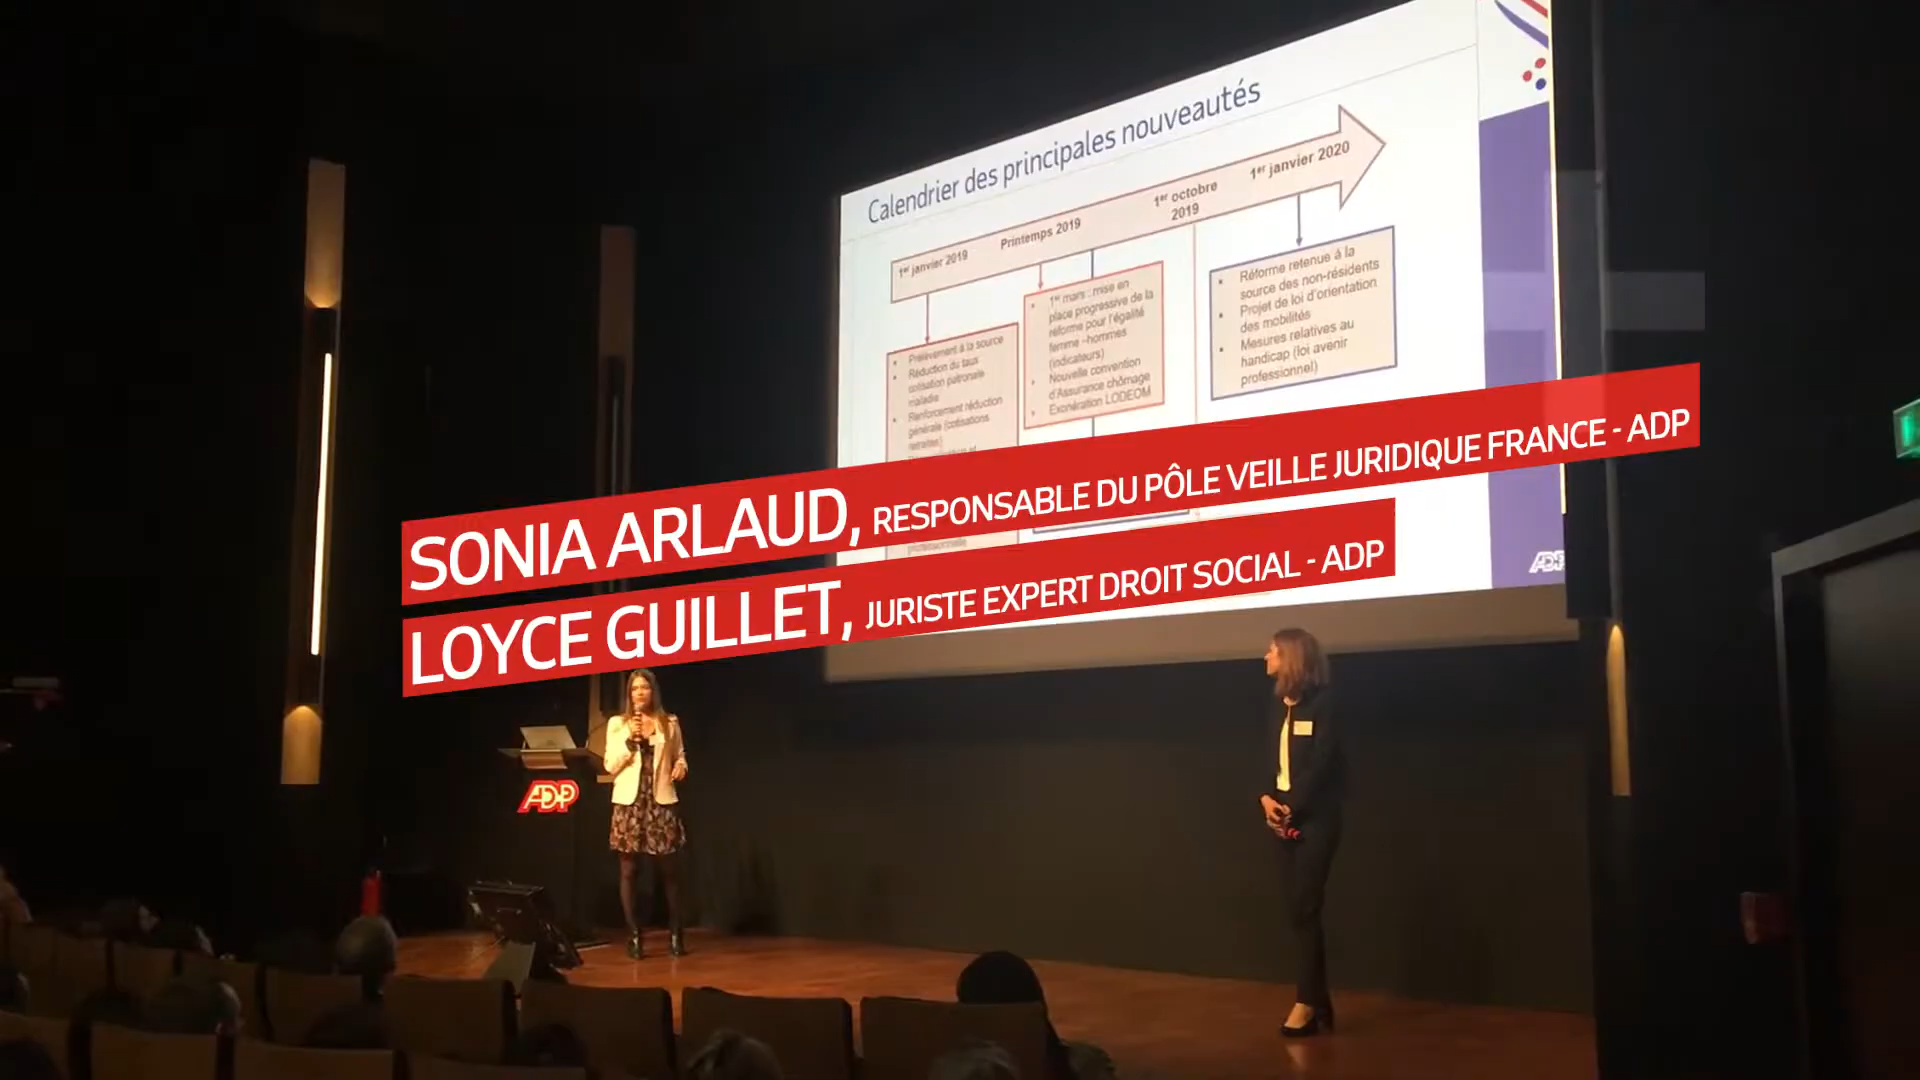 Calendrier des principales nouveautés
1er janvier 2019
Printemps 2019
1er octobre
2019
1er janvier 2020
Prélèvement à la source
Réduction du taux
cotisation patronale
maladie
Renforcement réduction
générale (cotisations
retraites)
professionnelle
1er mars : mise en
place progressive de la
réforme pour l'égalité
femme –hommes
(indicateurs)
Nouvelle convention
d'Assurance chômage
Exonération LODEOM
Réforme retenue à la
source des non-résidents
Projet de loi d'orientation
des mobilités
Mesures relatives au
handicap (loi avenir
professionnel)
SONIA ARLAUD, RESPONSABLE DU PÔLE VEILLE JURIDIQUE FRANCE - ADP
LOYCE GUILLET, JURISTE EXPERT DROIT SOCIAL - ADP
ADP
ADP